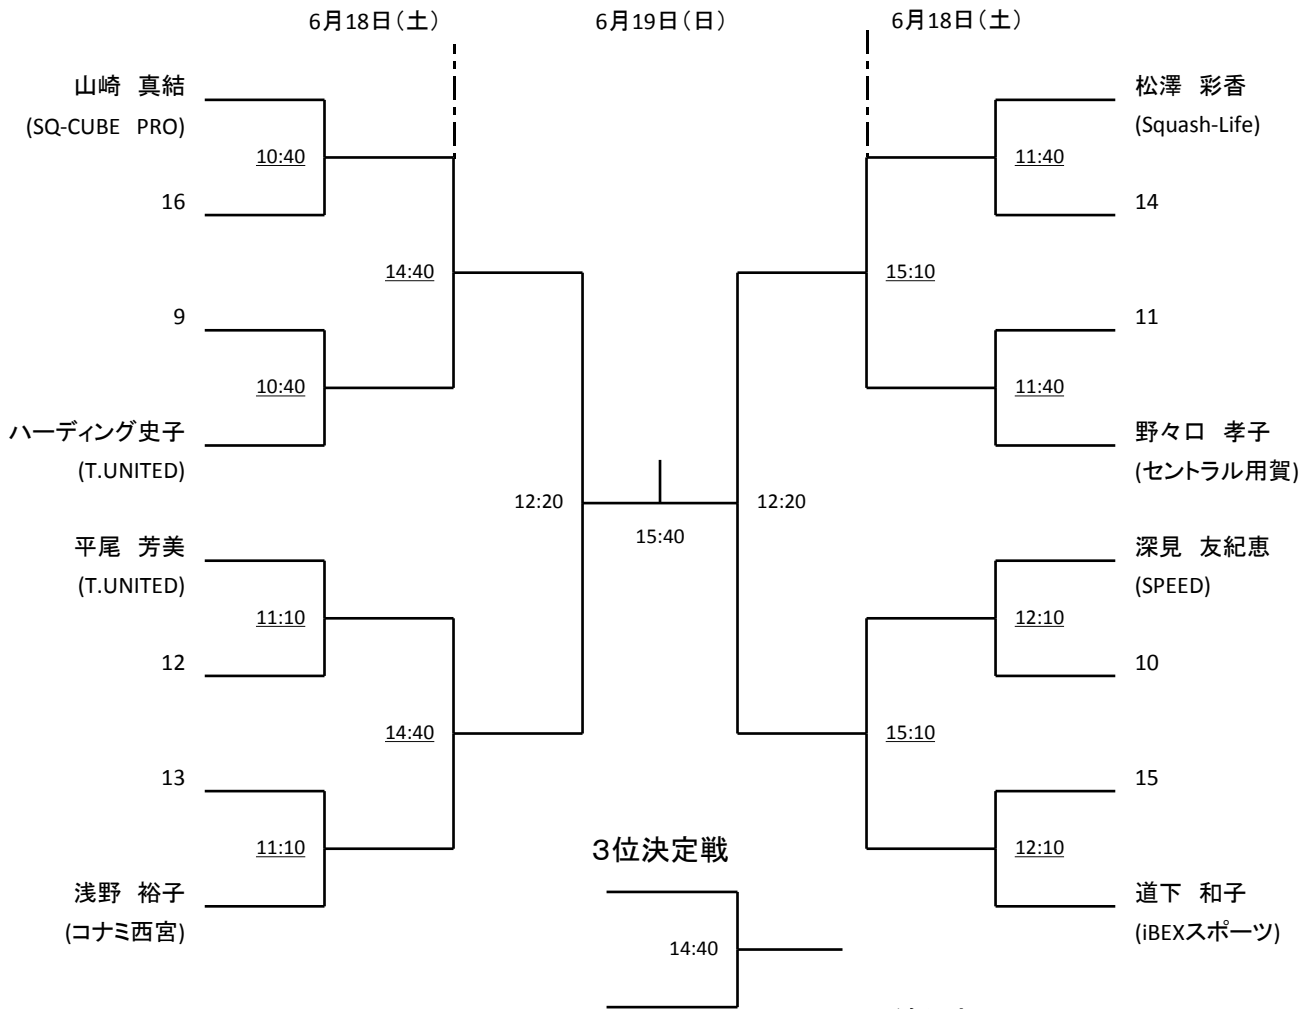 6月18日（土）
6月19日（日）
6月18日（土）
山崎　真結
(SQ-CUBE　PRO)
10:40
16
14:40
9
10:40
ハーディング史子
(T.UNITED)
12:20
平尾　芳美
(T.UNITED)
11:10
12
14:40
13
11:10
浅野　裕子
(コナミ西宮)
15:40
松澤　彩香
(Squash-Life)
11:40
14
15:10
11
11:40
野々口　孝子
(セントラル用賀)
12:20
深見　友紀恵
(SPEED)
12:10
10
15:10
15
12:10
道下　和子
(iBEXスポーツ)
３位決定戦
14:40